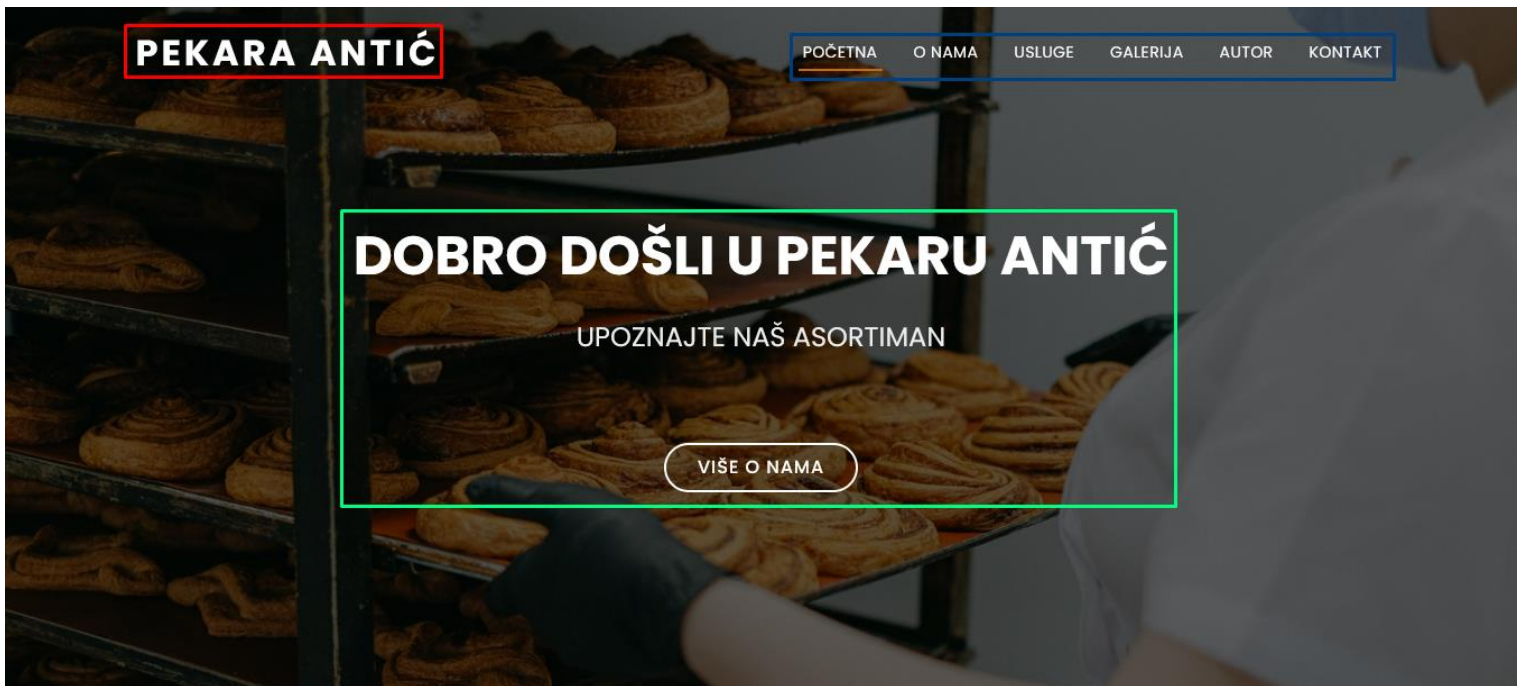 PEKARA ANTIĆ
POČETNA O NAMA USLUGE GALERIJA AUTOR KONTAKT
DOBRO DOŠLI U PEKARU ANTIĆ
UPOZNAJTE NAŠ ASORTIMAN
VIŠE O NAMA